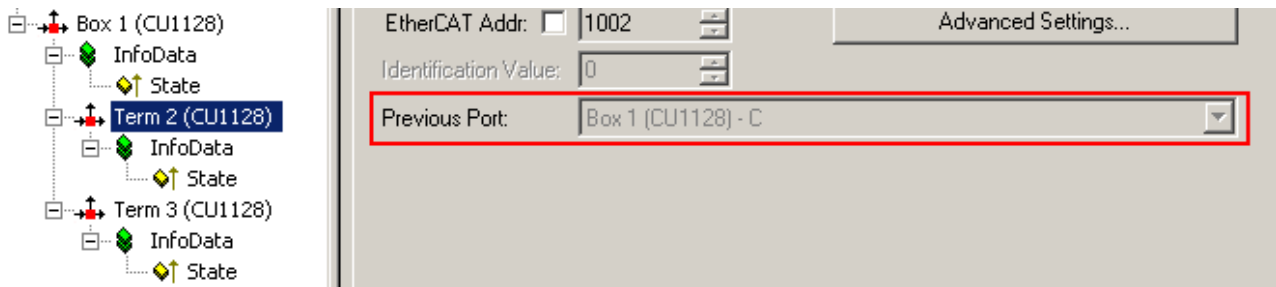 Box 1 (CU1128)
InfoData
State
Term 2 (CU1128)
InfoData
State
Term 3 (CU1128)
InfoData
State
EtherCAT Addr: 1002
Advanced Settings...
Identification Value: 0
Previous Port: Box 1 (CU1128) - C